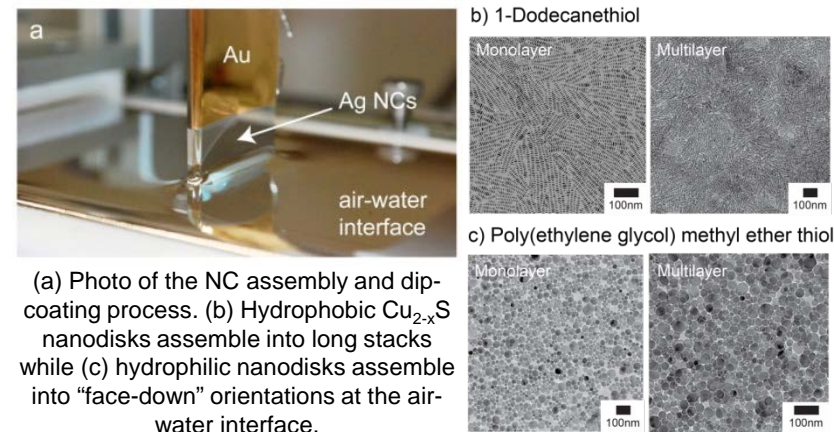 a
Au
Ag NCs
air-water
interface
(a) Photo of the NC assembly and dip-
coating process. (b) Hydrophobic Cu₂₋ₓS
nanodisks assemble into long stacks
while (c) hydrophilic nanodisks assemble
into “face-down” orientations at the air-
water interface.
b) 1-Dodecanethiol
Monolayer
Multilayer
100nm
100nm
c) Poly(ethylene glycol) methyl ether thiol
Monolayer
Multilayer
100nm
100nm